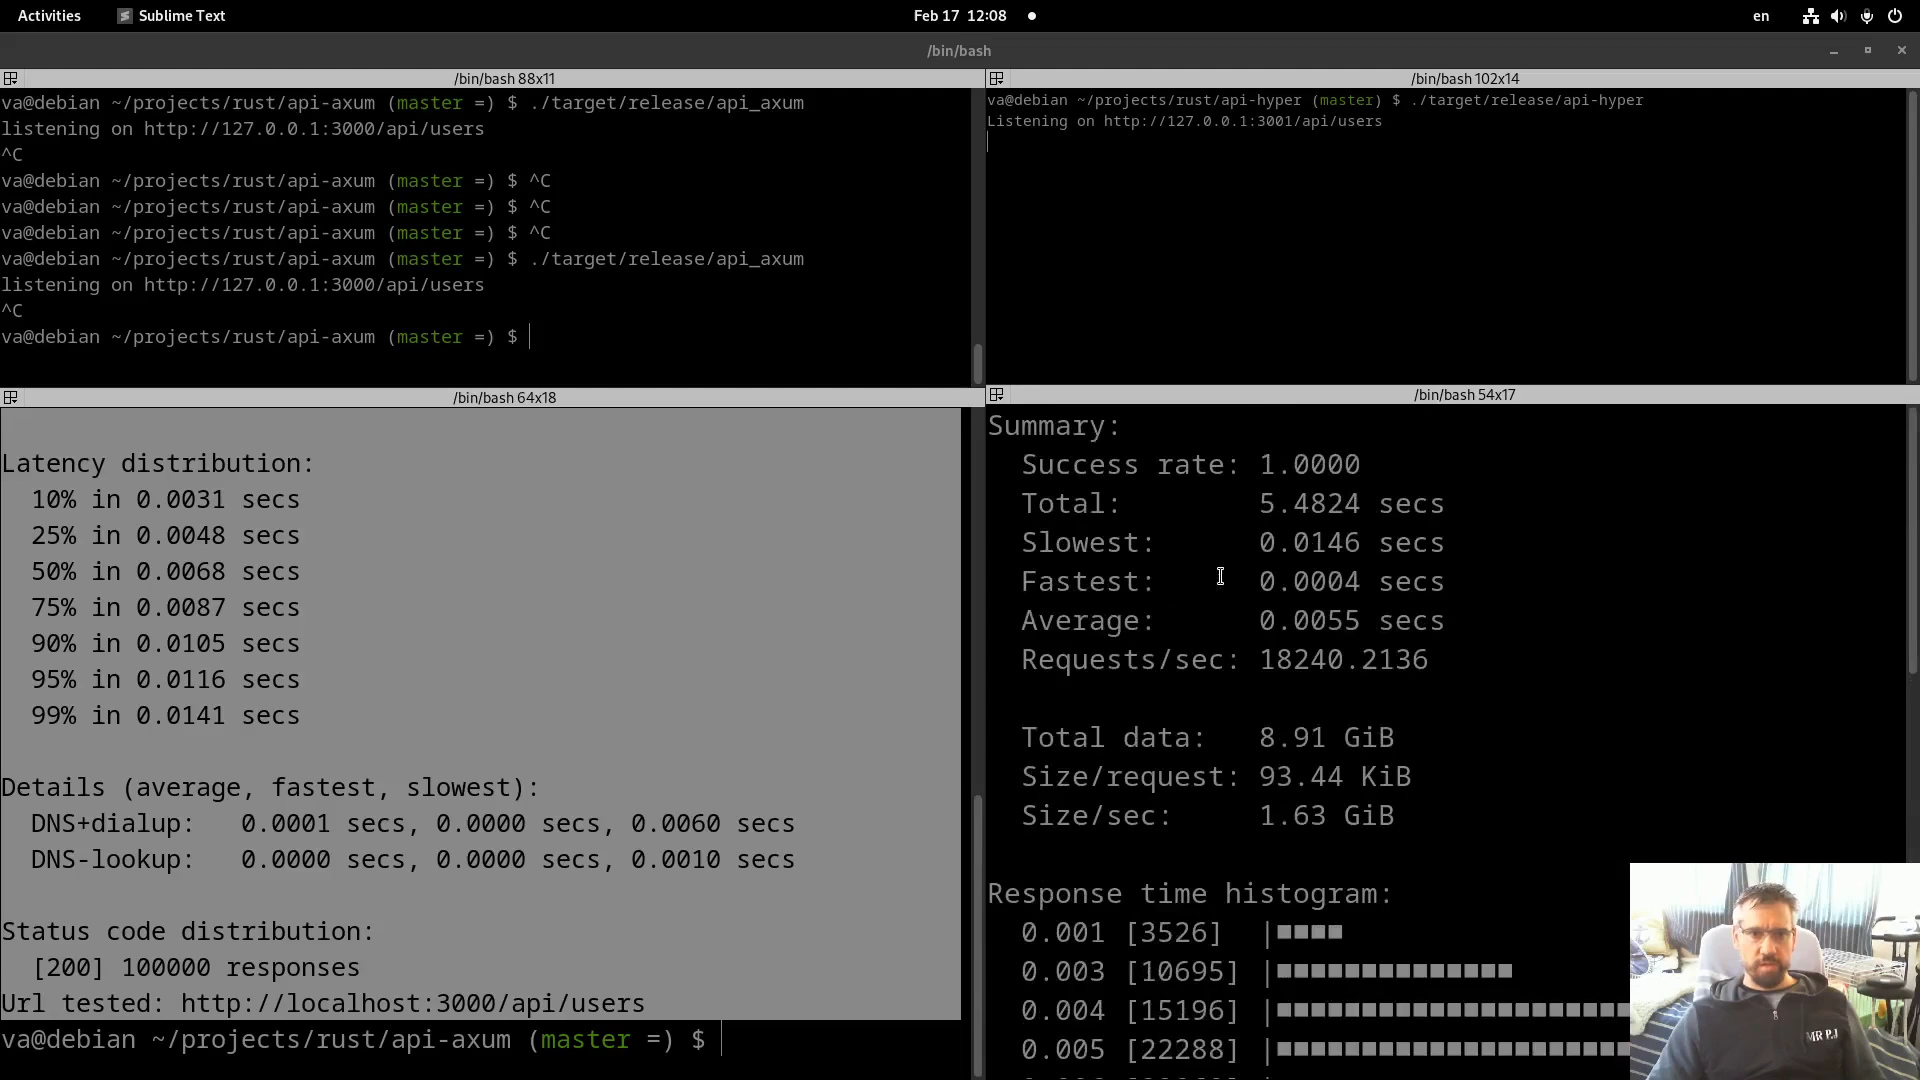 Activities Sublime Text Feb 17 12:08 en
/bin/bash
/bin/bash 88x11
va@debian ~/projects/rust/api-axum (master =) $ ./target/release/api_axum
listening on http://127.0.0.1:3000/api/users
^C
va@debian ~/projects/rust/api-axum (master =) $ ^C
va@debian ~/projects/rust/api-axum (master =) $ ^C
va@debian ~/projects/rust/api-axum (master =) $ ^C
va@debian ~/projects/rust/api-axum (master =) $ ./target/release/api_axum
listening on http://127.0.0.1:3000/api/users
^C
va@debian ~/projects/rust/api-axum (master =) $
/bin/bash 102x14
va@debian ~/projects/rust/api-hyper (master) $ ./target/release/api-hyper
Listening on http://127.0.0.1:3001/api/users
/bin/bash 64x18
Latency distribution:
10% in 0.0031 secs
25% in 0.0048 secs
50% in 0.0068 secs
75% in 0.0087 secs
90% in 0.0105 secs
95% in 0.0116 secs
99% in 0.0141 secs
Details (average, fastest, slowest):
DNS+dialup: 0.0001 secs, 0.0000 secs, 0.0060 secs
DNS-lookup: 0.0000 secs, 0.0000 secs, 0.0010 secs
Status code distribution:
[200] 100000 responses
Url tested: http://localhost:3000/api/users
va@debian ~/projects/rust/api-axum (master =) $
/bin/bash 54x17
Summary:
Success rate: 1.0000
Total: 5.4824 secs
Slowest: 0.0146 secs
Fastest: 0.0004 secs
Average: 0.0055 secs
Requests/sec: 18240.2136
Total data: 8.91 GiB
Size/request: 93.44 KiB
Size/sec: 1.63 GiB
Response time histogram:
0.001 [3526] |■■■■
0.003 [10695] |■■■■■■■■■■■■■■
0.004 [15196] |■■■■■■■■■■■■■■■■■■■■■
0.005 [22288] |■■■■■■■■■■■■■■■■■■■■■
MR PJ